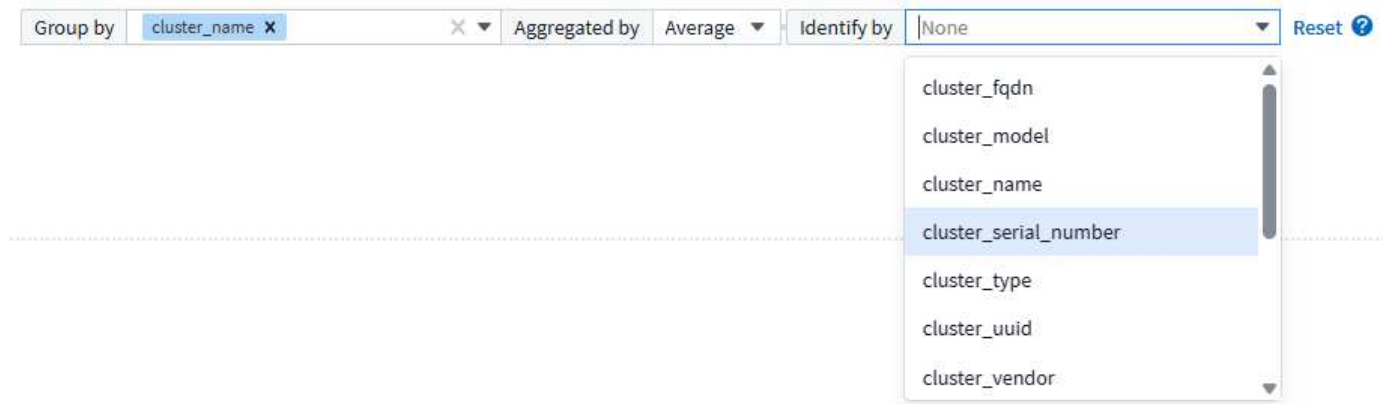 Group by cluster_name x Aggregated by Average Identify by None Reset ?
cluster_fqdn
cluster_model
cluster_name
cluster_serial_number
cluster_type
cluster_uuid
cluster_vendor